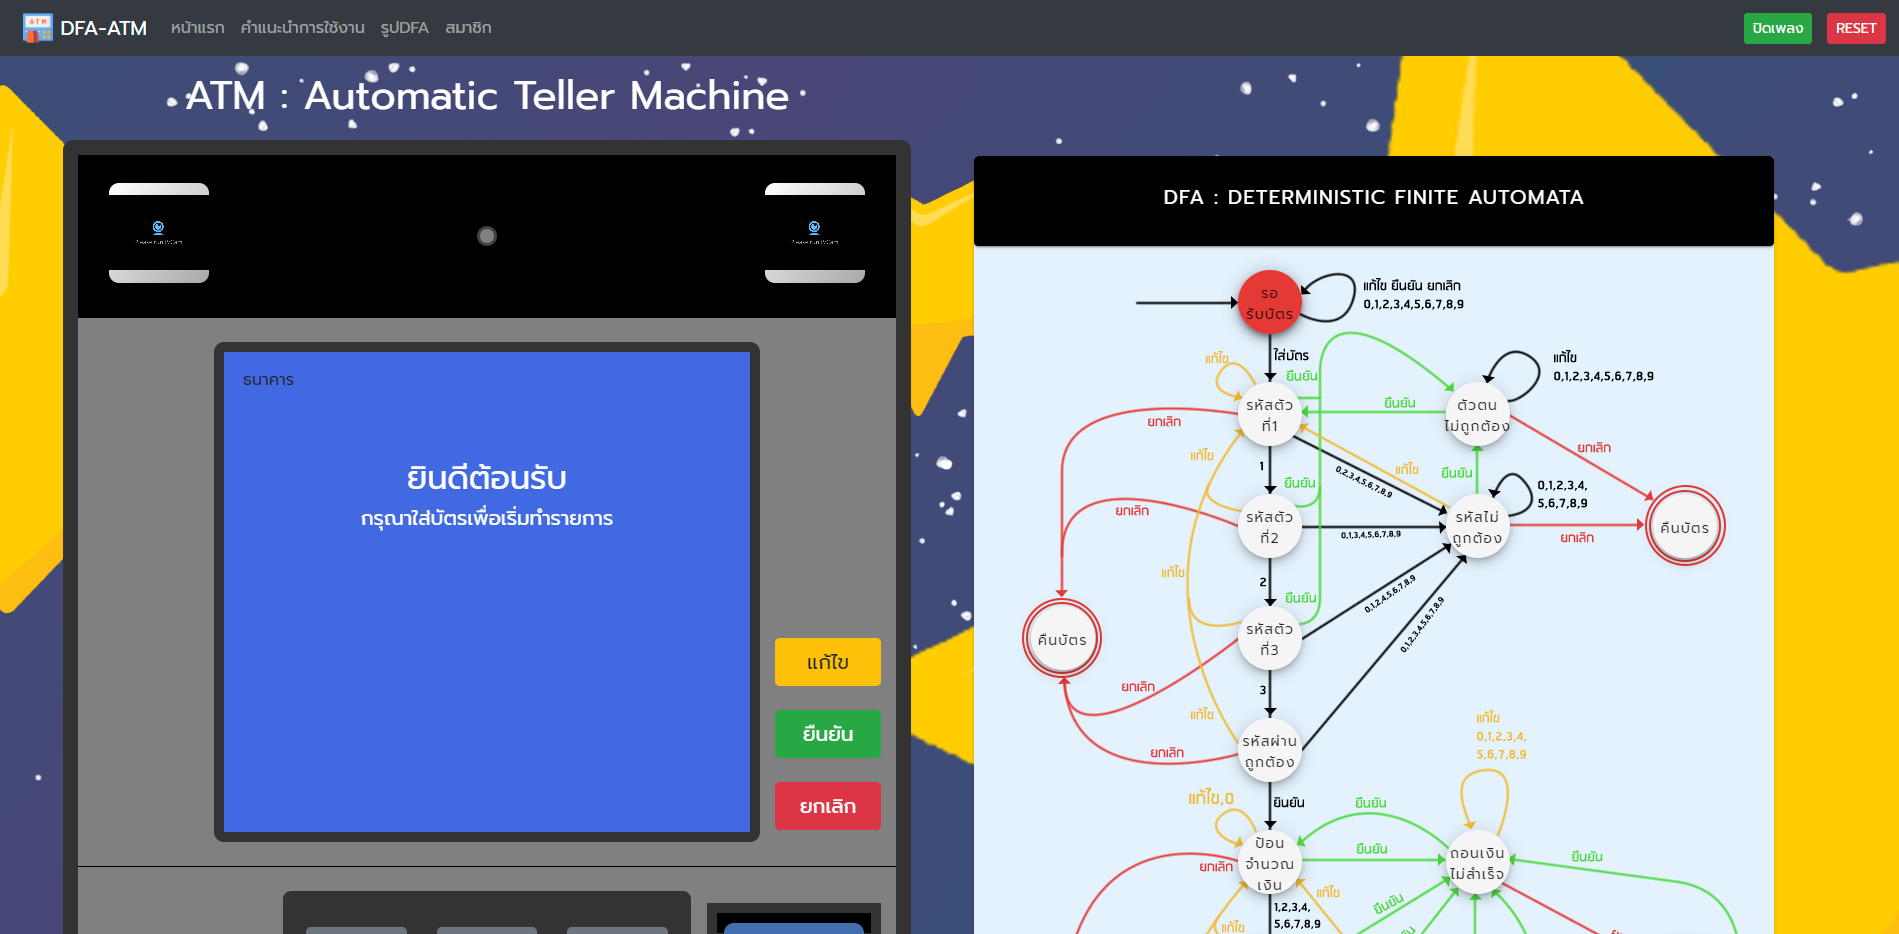 DFA-ATM
หน้าแรก
คำแนะนำการใช้งาน
รูปDFA
สมาชิก
ปิดเพลง
RESET
ATM : Automatic Teller Machine
ธนาคาร
ยินดีต้อนรับ
กรุณาใส่บัตรเพื่อเริ่มทำรายการ
แก้ไข
ยืนยัน
ยกเลิก
DFA : DETERMINISTIC FINITE AUTOMATA
รอ
รับบัตร
แก้ไข ยืนยัน ยกเลิก
0,1,2,3,4,5,6,7,8,9
ใส่บัตร
แก้ไข
ยืนยัน
แก้ไข
0,1,2,3,4,5,6,7,8,9
รหัสตัว
ที่1
ยืนยัน
ตัวตน
ไม่ถูกต้อง
ยกเลิก
ยกเลิก
แก้ไข
1
0,2,3,4,5,6,7,8,9
แก้ไข
ยืนยัน
ยืนยัน
0,1,2,3,4,
5,6,7,8,9
ยกเลิก
รหัสตัว
ที่2
0,1,3,4,5,6,7,8,9
รหัสไม่
ถูกต้อง
ยกเลิก
คืนบัตร
แก้ไข
2
0,1,2,4,5,6,7,8,9
ยืนยัน
รหัสตัว
ที่3
0,1,2,3,4,5,6,7,8,9
คืนบัตร
ยกเลิก
3
แก้ไข
แก้ไข
0,1,2,3,4,
5,6,7,8,9
รหัสผ่าน
ถูกต้อง
ยกเลิก
แก้ไข,0
ยืนยัน
ยืนยัน
ป้อน
จำนวน
เงิน
ยกเลิก
ยืนยัน
ถอนเงิน
ไม่สำเร็จ
ยืนยัน
แก้ไข
ยืนยัน
1,2,3,4,
5,6,7,8,9
แก้ไข